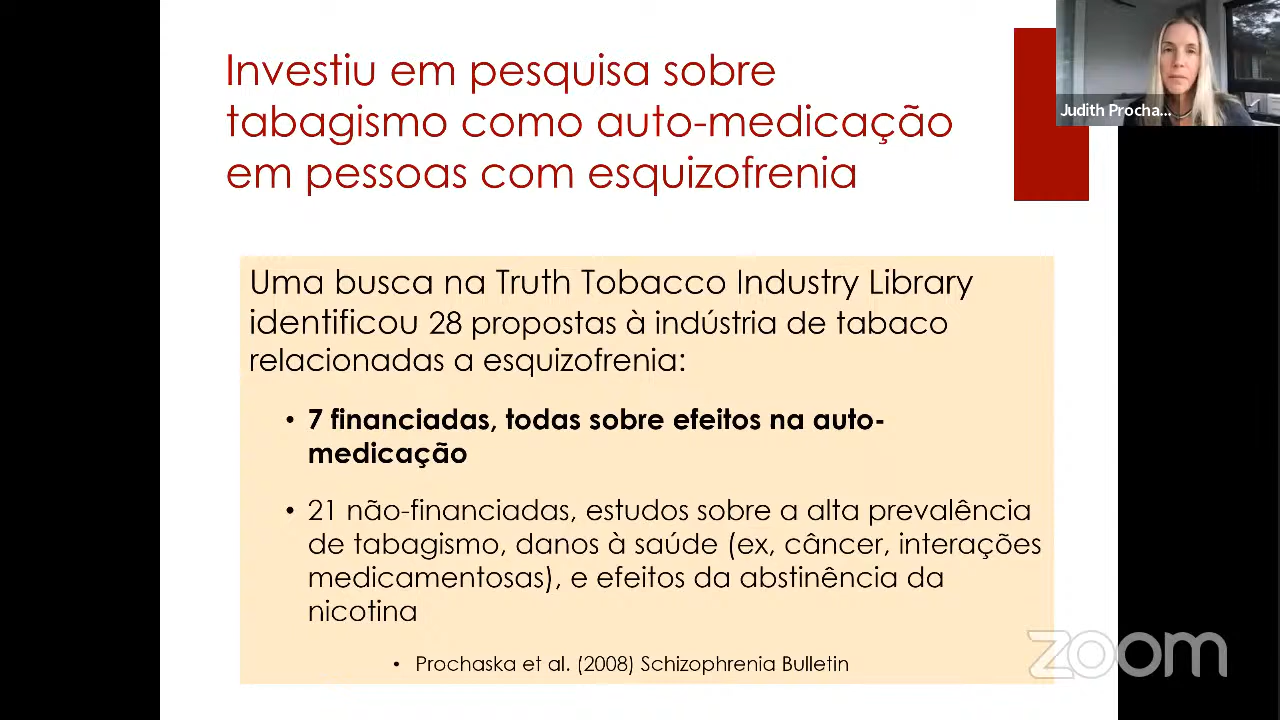 Investiu em pesquisa sobre
tabagismo como auto-medicação
em pessoas com esquizofrenia
Judith Procha...
Uma busca na Truth Tobacco Industry Library
identificou 28 propostas à indústria de tabaco
relacionadas a esquizofrenia:
• 7 financiadas, todas sobre efeitos na auto-
medicação
• 21 não-financiadas, estudos sobre a alta prevalência
de tabagismo, danos à saúde (ex, câncer, interações
medicamentosas), e efeitos da abstinência da
nicotina
• Prochaska et al. (2008) Schizophrenia Bulletin
zoom